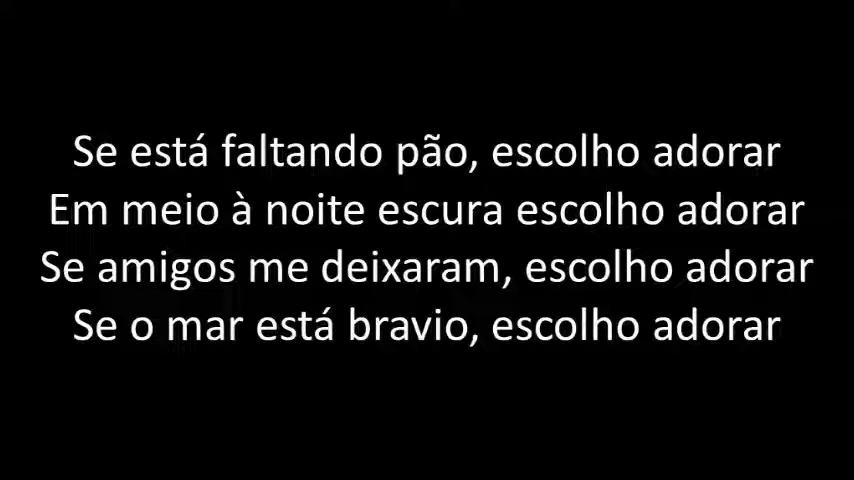 Se está faltando pão, escolho adorar
Em meio à noite escura escolho adorar
Se amigos me deixaram, escolho adorar
Se o mar está bravio, escolho adorar